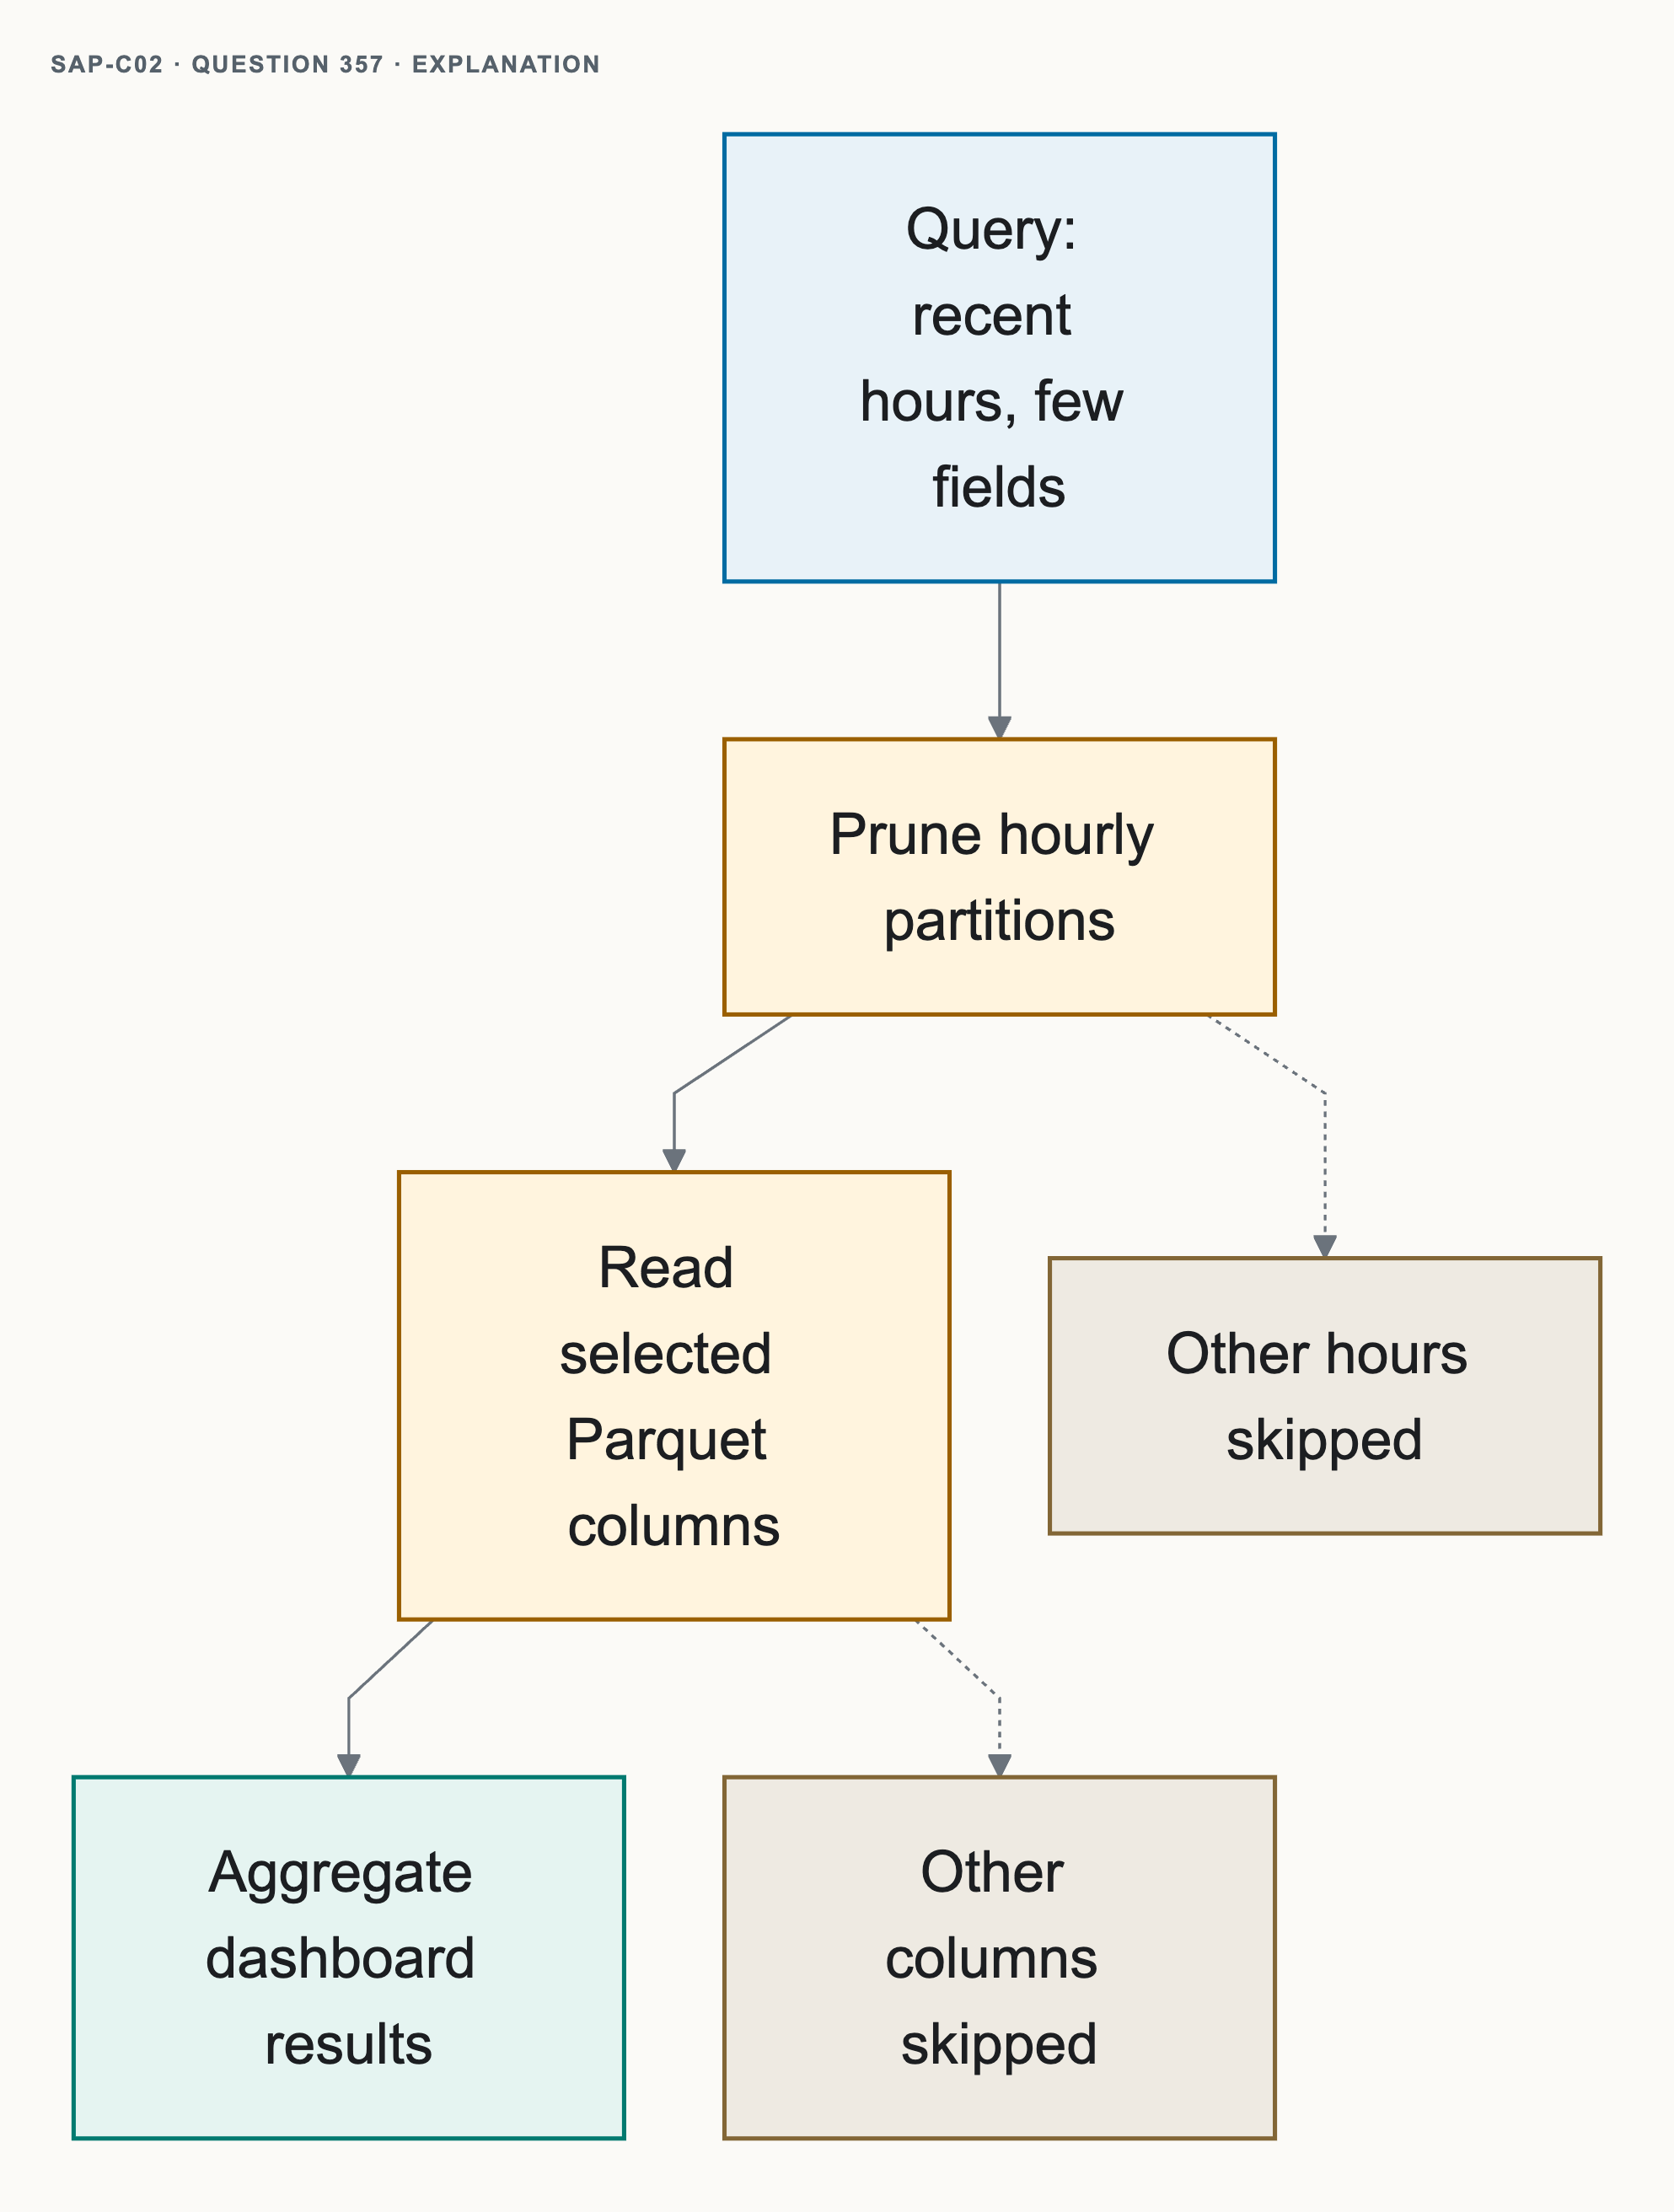 SAP-C02 · QUESTION 357 · EXPLANATION
Query:
recent
hours, few
fields
Prune hourly
partitions
Read
selected
Parquet
columns
Other hours
skipped
Aggregate
dashboard
results
Other
columns
skipped